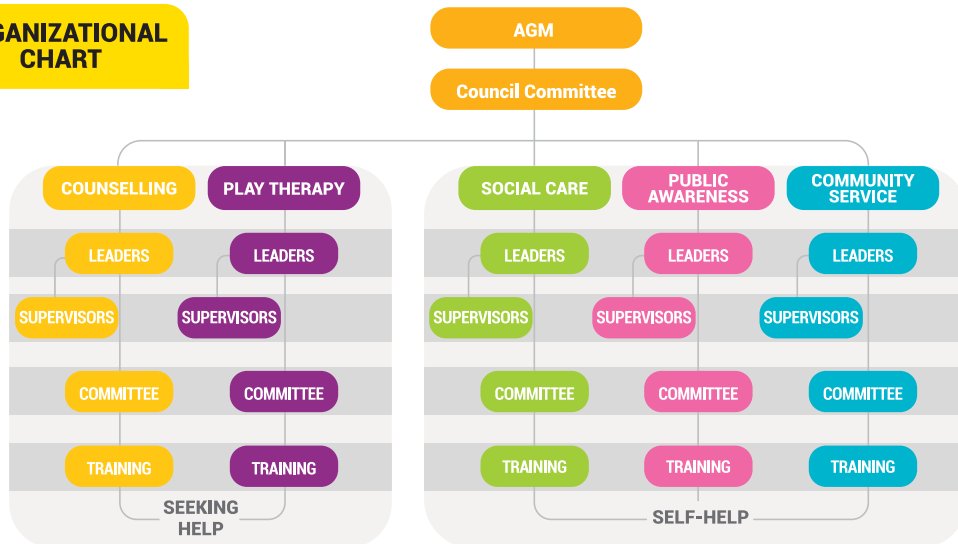 GANIZATIONAL
CHART
AGM
Council Committee
COUNSELLING
PLAY THERAPY
SOCIAL CARE
PUBLIC
AWARENESS
COMMUNITY
SERVICE
LEADERS
LEADERS
LEADERS
LEADERS
LEADERS
SUPERVISORS
SUPERVISORS
SUPERVISORS
SUPERVISORS
SUPERVISORS
COMMITTEE
COMMITTEE
COMMITTEE
COMMITTEE
COMMITTEE
TRAINING
TRAINING
TRAINING
TRAINING
TRAINING
SEEKING
HELP
SELF-HELP